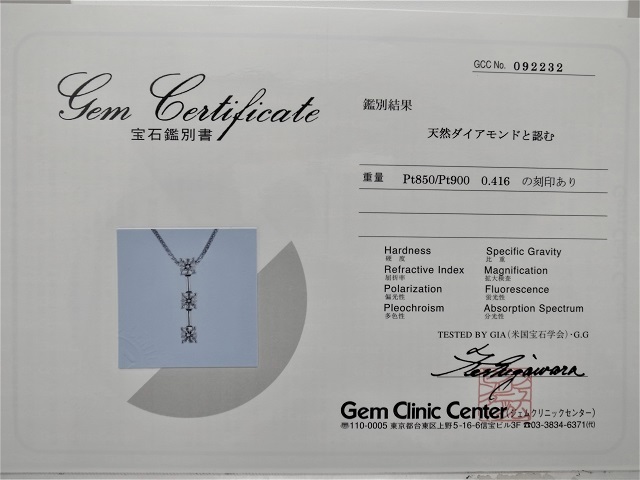 GCC No. 092232
Gem Certificate
宝石鑑別書
鑑別結果
天然ダイアモンドと認む
重量 Pt850/Pt900 0.416 の刻印あり
Hardness Specific Gravity
硬度 比重
Refractive Index Magnification
屈折率 拡大検査
Polarization Fluorescence
偏光性 蛍光性
Pleochroism Absorption Spectrum
多色性 分光性
TESTED BY GIA(米国宝石学会)・G.G
Gem Clinic Center(ジェムクリニックセンター)
〠110-0005 東京都台東区上野5-16-6信宝ビル3F ☎03-3834-6371(代)